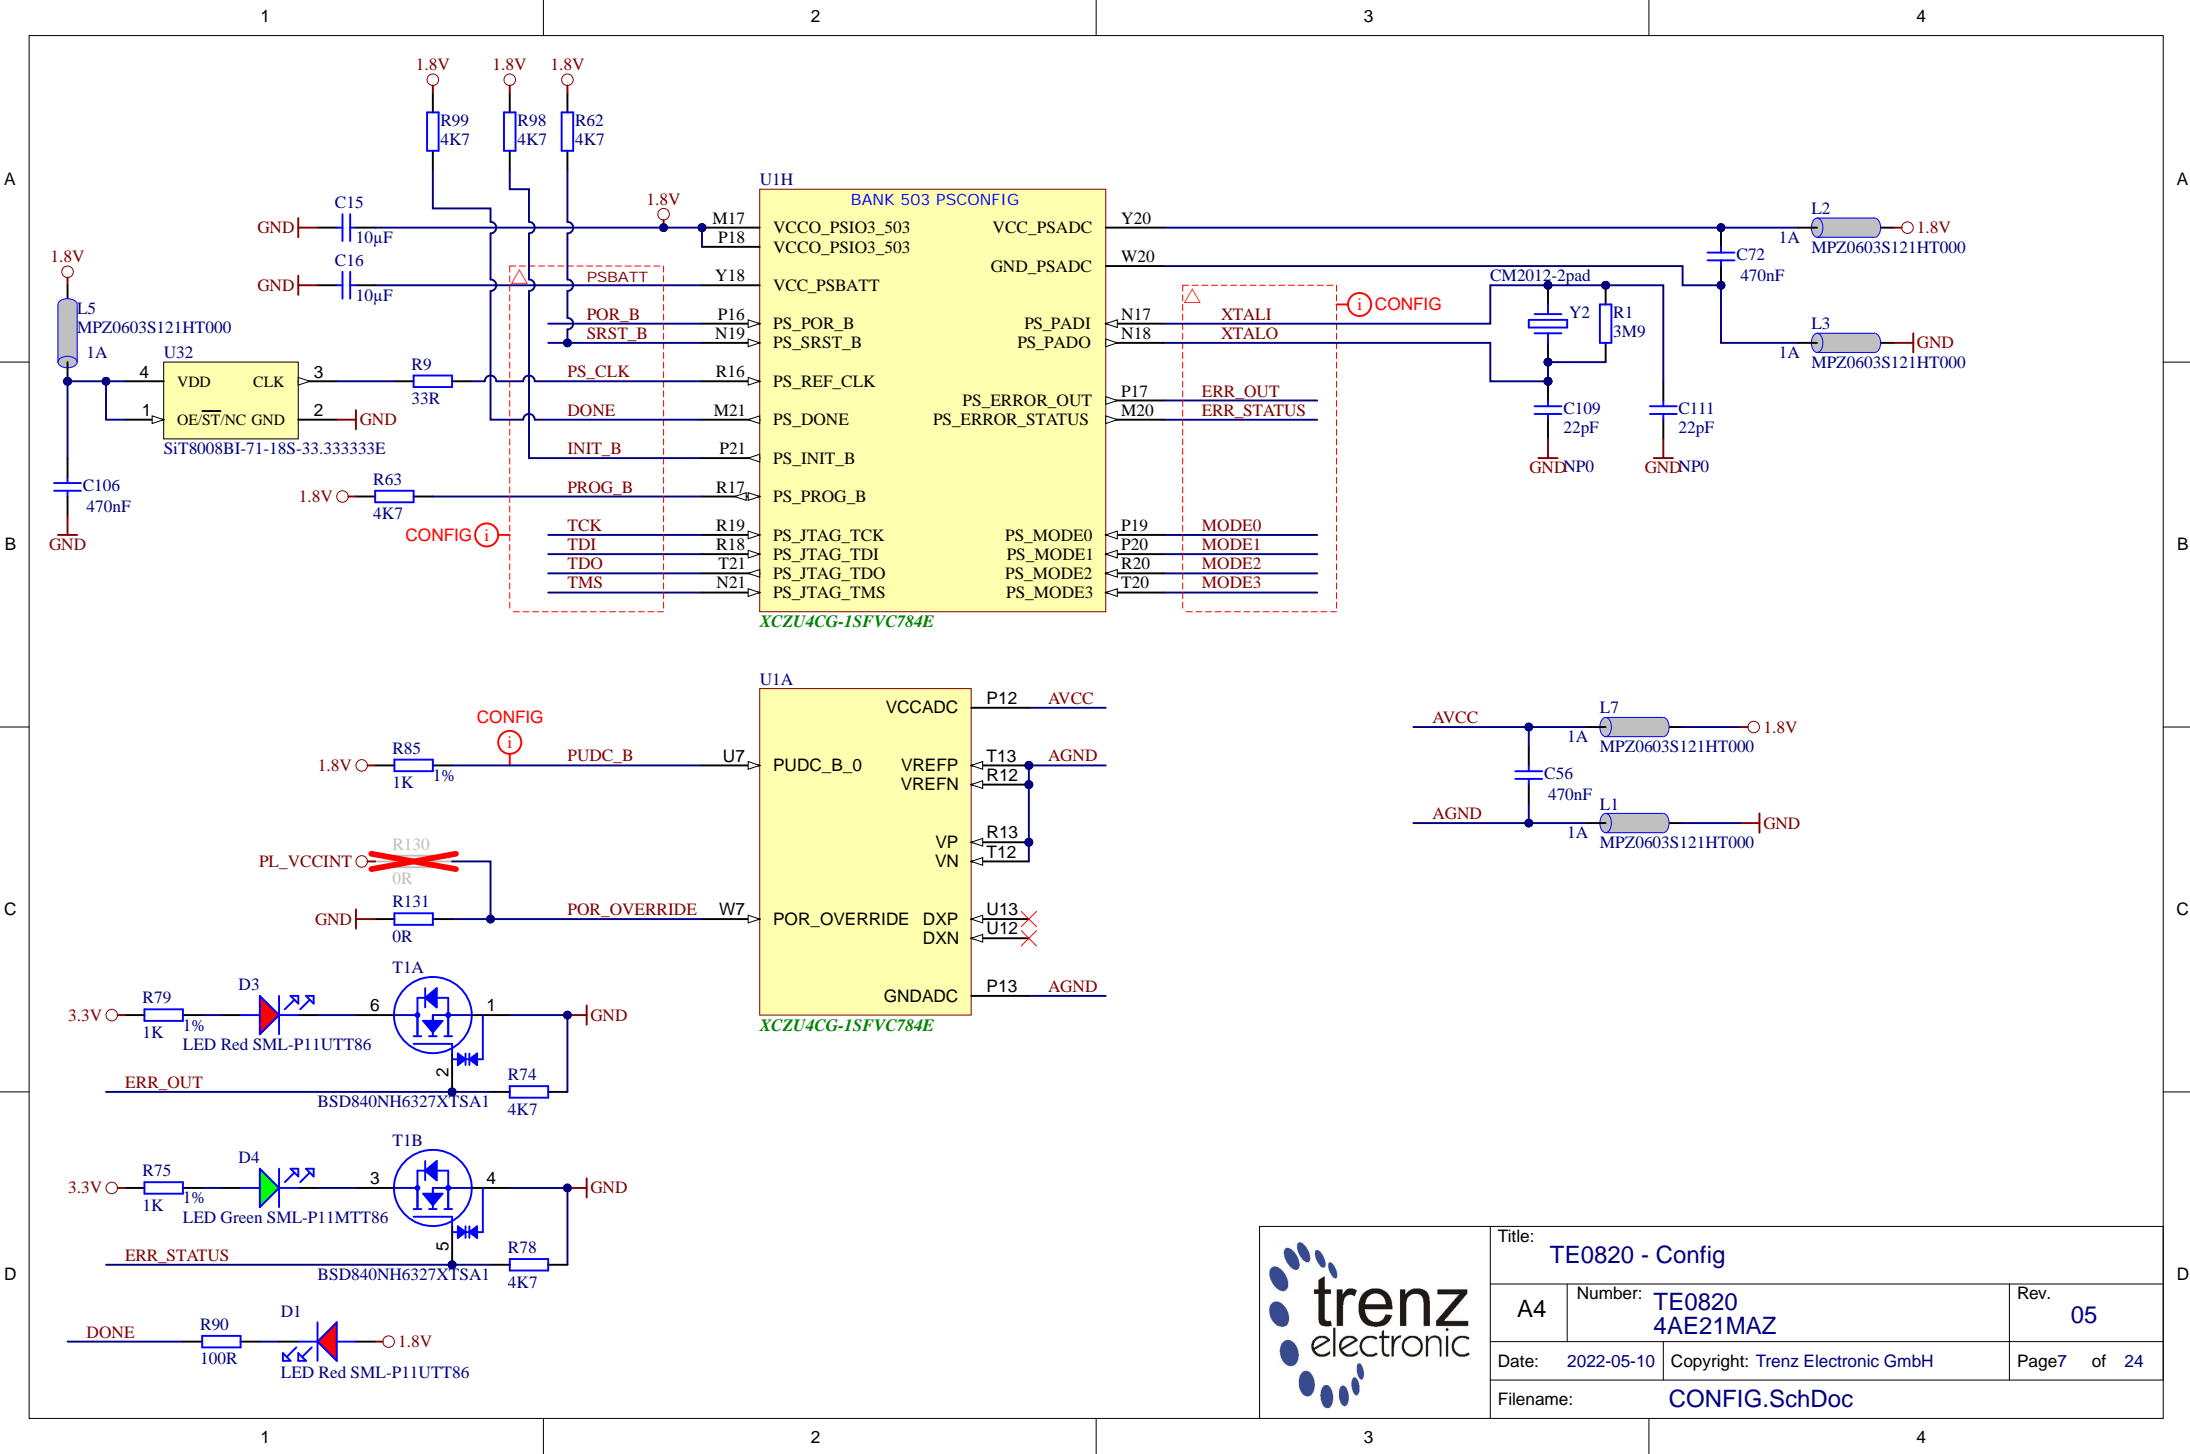 1 2 3 4
A A
B B
C C
D D
1 2 3 4
1.8V 1.8V 1.8V
R99 R98 R62
4K7 4K7 4K7
C15
GND
10µF
1.8V
C16
GND
10µF
PSBATT
1.8V
L5
MPZ0603S121HT000
1A
U32
4 VDD CLK 3
1 OE/ST/NC GND 2 GND
SiT8008BI-71-18S-33.333333E
C106
470nF
GND
R9
33R
1.8V R63
4K7
CONFIG i
POR_B
SRST_B
PS_CLK
DONE
INIT_B
PROG_B
TCK
TDI
TDO
TMS
U1H
BANK 503 PSCONFIG
M17 VCCO_PSIO3_503
P18 VCCO_PSIO3_503
Y18 VCC_PSBATT
P16 PS_POR_B
N19 PS_SRST_B
R16 PS_REF_CLK
M21 PS_DONE
P21 PS_INIT_B
R17 PS_PROG_B
R19 PS_JTAG_TCK
R18 PS_JTAG_TDI
T21 PS_JTAG_TDO
N21 PS_JTAG_TMS
VCC_PSADC Y20
GND_PSADC W20
PS_PADI N17 XTALI
PS_PADO N18 XTALO
PS_ERROR_OUT P17 ERR_OUT
PS_ERROR_STATUS M20 ERR_STATUS
PS_MODE0 P19 MODE0
PS_MODE1 P20 MODE1
PS_MODE2 R20 MODE2
PS_MODE3 T20 MODE3
XCZU4CG-1SFVC784E
i CONFIG
CM2012-2pad
Y2
R1
3M9
C109
22pF
GND NP0
C111
22pF
GND NP0
L2
1A 1.8V
MPZ0603S121HT000
C72
470nF
L3
1A GND
MPZ0603S121HT000
U1A
CONFIG
i
1.8V R85
1K 1%
PUDC_B U7 PUDC_B_0
PL_VCCINT R130
0R
GND R131
0R
POR_OVERRIDE W7 POR_OVERRIDE
VCCADC P12 AVCC
VREFP T13 AGND
VREFN R12
VP R13
VN T12
DXP U13
DXN U12
GNDADC P13 AGND
XCZU4CG-1SFVC784E
AVCC L7
1A 1.8V
MPZ0603S121HT000
C56
470nF
AGND L1
1A GND
MPZ0603S121HT000
T1A
3.3V R79 D3 6 1 GND
1K 1%
LED Red SML-P11UTT86
2
ERR_OUT R74
BSD840NH6327XTSA1 4K7
T1B
3.3V R75 D4 3 4 GND
1K 1%
LED Green SML-P11MTT86
5
ERR_STATUS R78
BSD840NH6327XTSA1 4K7
D1
DONE R90 1.8V
100R
LED Red SML-P11UTT86
trenz
electronic
Title:
TE0820 - Config
A4 Number: TE0820
4AE21MAZ
Rev.
05
Date: 2022-05-10 Copyright: Trenz Electronic GmbH Page7 of 24
Filename: CONFIG.SchDoc